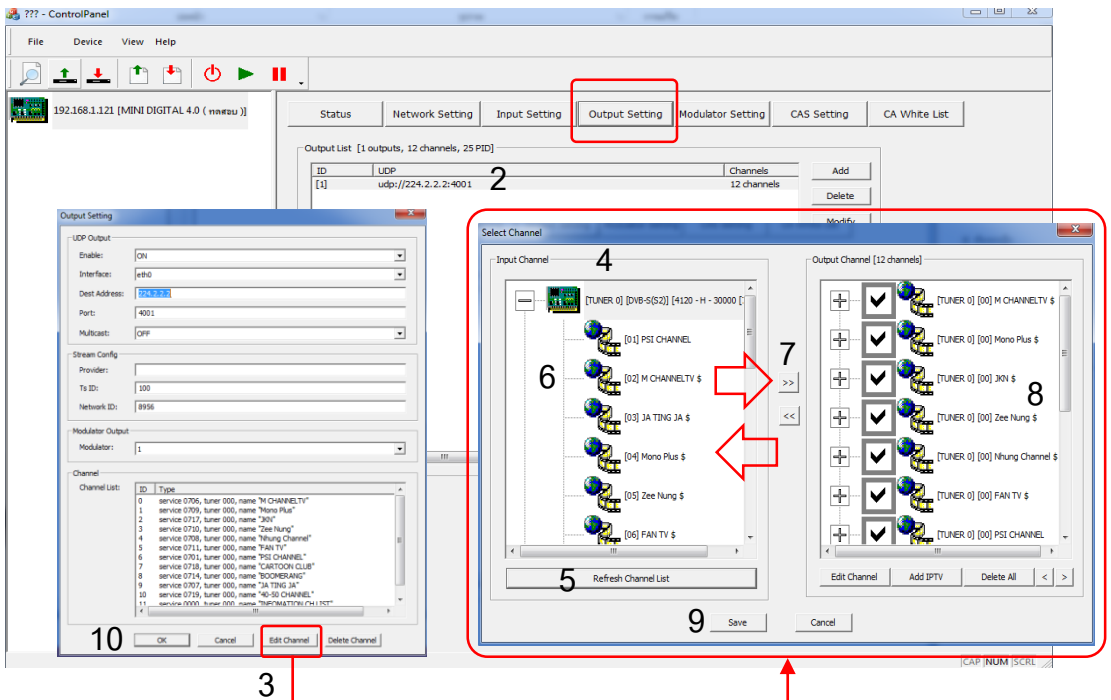 ??? - ControlPanel
File Device View Help
192.168.1.121 [MINI DIGITAL 4.0 ( ทดสอบ )]
Status Network Setting Input Setting Output Setting Modulator Setting CAS Setting CA White List
Output List [1 outputs, 12 channels, 25 PID]
ID UDP Channels
[1] udp://224.2.2.2:4001 12 channels
2
Add
Delete
Modify
Output Setting
UDP Output
Enable: ON
Interface: eth0
Dest Address: 224.2.2.2
Port: 4001
Multicast: OFF
Stream Config
Provider:
Ts ID: 100
Network ID: 8956
Modulator Output
Modulator: 1
Channel
Channel List:
ID Type
0 service 0706, tuner 000, name "M CHANNELTV"
1 service 0709, tuner 000, name "Mono Plus"
2 service 0717, tuner 000, name "JKN"
3 service 0710, tuner 000, name "Zee Nung"
4 service 0708, tuner 000, name "Nhung Channel"
5 service 0711, tuner 000, name "FAN TV"
6 service 0701, tuner 000, name "PSI CHANNEL"
7 service 0718, tuner 000, name "CARTOON CLUB"
8 service 0714, tuner 000, name "BOOMERANG"
9 service 0707, tuner 000, name "JA TING JA"
10 service 0719, tuner 000, name "40-50 CHANNEL"
11 service 0000, tuner 000, name "INFOMATION CH LIST"
10
OK Cancel Edit Channel Delete Channel
3
Select Channel
Input Channel
4
[TUNER 0] [DVB-S(S2)] [4120 - H - 30000 [
[01] PSI CHANNEL
[02] M CHANNELTV $
[03] JA TING JA $
[04] Mono Plus $
[05] Zee Nung $
[06] FAN TV $
6
5
Refresh Channel List
7
>>
<<
Output Channel [12 channels]
[TUNER 0] [00] M CHANNELTV $
[TUNER 0] [00] Mono Plus $
[TUNER 0] [00] JKN $
[TUNER 0] [00] Zee Nung $
[TUNER 0] [00] Nhung Channel $
[TUNER 0] [00] FAN TV $
[TUNER 0] [00] PSI CHANNEL
8
Edit Channel Add IPTV Delete All < >
9
Save Cancel
CAP NUM SCRL